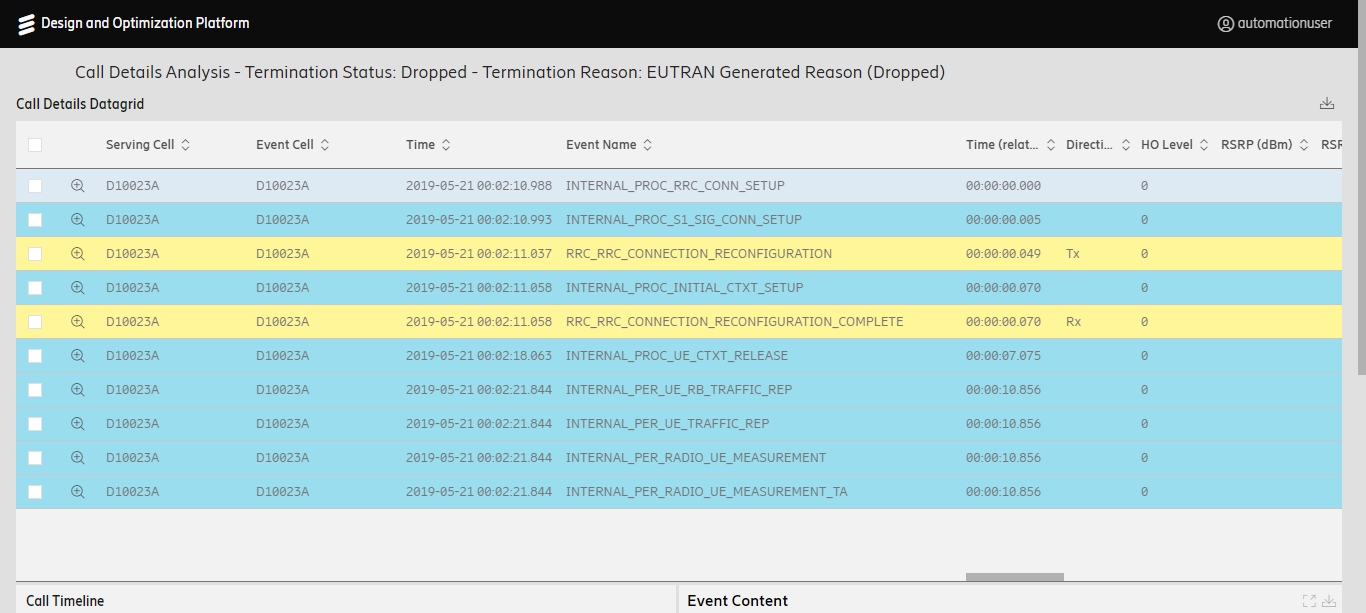 Design and Optimization Platform
automationuser
Call Details Analysis - Termination Status: Dropped - Termination Reason: EUTRAN Generated Reason (Dropped)
Call Details Datagrid
Serving Cell Event Cell Time Event Name Time (relat... Directi... HO Level RSRP (dBm) RSR
D10023A D10023A 2019-05-21 00:02:10.988 INTERNAL_PROC_RRC_CONN_SETUP 00:00:00.000 0
D10023A D10023A 2019-05-21 00:02:10.993 INTERNAL_PROC_S1_SIG_CONN_SETUP 00:00:00.005 0
D10023A D10023A 2019-05-21 00:02:11.037 RRC_RRC_CONNECTION_RECONFIGURATION 00:00:00.049 Tx 0
D10023A D10023A 2019-05-21 00:02:11.058 INTERNAL_PROC_INITIAL_CTXT_SETUP 00:00:00.070 0
D10023A D10023A 2019-05-21 00:02:11.058 RRC_RRC_CONNECTION_RECONFIGURATION_COMPLETE 00:00:00.070 Rx 0
D10023A D10023A 2019-05-21 00:02:18.063 INTERNAL_PROC_UE_CTXT_RELEASE 00:00:07.075 0
D10023A D10023A 2019-05-21 00:02:21.844 INTERNAL_PER_UE_RB_TRAFFIC_REP 00:00:10.856 0
D10023A D10023A 2019-05-21 00:02:21.844 INTERNAL_PER_UE_TRAFFIC_REP 00:00:10.856 0
D10023A D10023A 2019-05-21 00:02:21.844 INTERNAL_PER_RADIO_UE_MEASUREMENT 00:00:10.856 0
D10023A D10023A 2019-05-21 00:02:21.844 INTERNAL_PER_RADIO_UE_MEASUREMENT_TA 00:00:10.856 0
Call Timeline
Event Content